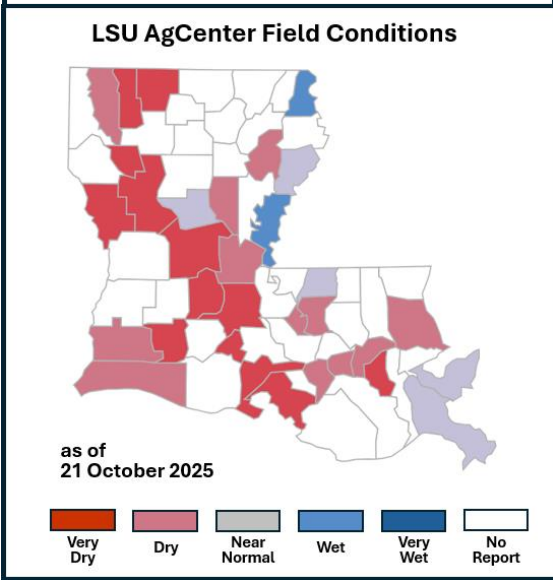 LSU AgCenter Field Conditions
as of
21 October 2025
Very
Dry
Dry
Near
Normal
Wet
Very
Wet
No
Report